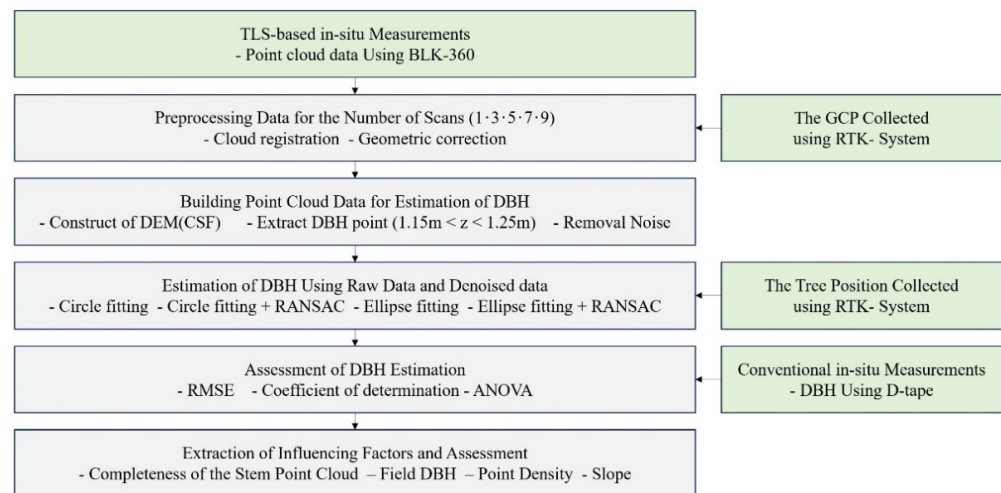 TLS-based in-situ Measurements
- Point cloud data Using BLK-360
Preprocessing Data for the Number of Scans (1·3·5·7·9)
- Cloud registration - Geometric correction
The GCP Collected
using RTK- System
Building Point Cloud Data for Estimation of DBH
- Construct of DEM(CSF) - Extract DBH point (1.15m < z < 1.25m) - Removal Noise
Estimation of DBH Using Raw Data and Denoised data
- Circle fitting - Circle fitting + RANSAC - Ellipse fitting - Ellipse fitting + RANSAC
The Tree Position Collected
using RTK- System
Assessment of DBH Estimation
- RMSE - Coefficient of determination - ANOVA
Conventional in-situ Measurements
- DBH Using D-tape
Extraction of Influencing Factors and Assessment
- Completeness of the Stem Point Cloud – Field DBH – Point Density - Slope